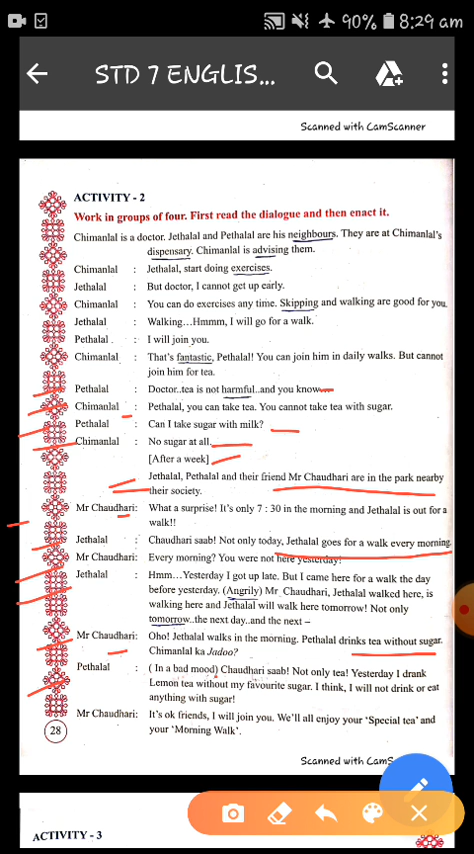 90% 8:29 am
STD 7 ENGLIS...
Scanned with CamScanner
ACTIVITY - 2
Work in groups of four. First read the dialogue and then enact it.
Chimanlal is a doctor. Jethalal and Pethalal are his neighbours. They are at Chimanlal's
dispensary. Chimanlal is advising them.
Chimanlal : Jethalal, start doing exercises.
Jethalal : But doctor, I cannot get up early.
Chimanlal : You can do exercises any time. Skipping and walking are good for you.
Jethalal : Walking...Hmmm, I will go for a walk.
Pethalal : I will join you.
Chimanlal : That's fantastic, Pethalal! You can join him in daily walks. But cannot
join him for tea.
Pethalal : Doctor..tea is not harmful..and you know
Chimanlal : Pethalal, you can take tea. You cannot take tea with sugar.
Pethalal : Can I take sugar with milk?
Chimanlal : No sugar at all.
[After a week]
Jethalal, Pethalal and their friend Mr Chaudhari are in the park nearby
their society.
Mr Chaudhari: What a surprise! It's only 7 : 30 in the morning and Jethalal is out for a
walk!!
Jethalal : Chaudhari saab! Not only today, Jethalal goes for a walk every morning.
Mr Chaudhari: Every morning? You were not here yesterday!
Jethalal : Hmm...Yesterday I got up late. But I came here for a walk the day
before yesterday. (Angrily) Mr Chaudhari, Jethalal walked here, is
walking here and Jethalal will walk here tomorrow! Not only
tomorrow..the next day..and the next –
Mr Chaudhari: Oho! Jethalal walks in the morning. Pethalal drinks tea without sugar.
Chimanlal ka Jadoo?
Pethalal : ( In a bad mood) Chaudhari saab! Not only tea! Yesterday I drank
Lemon tea without my favourite sugar. I think, I will not drink or eat
anything with sugar!
Mr Chaudhari: It's ok friends, I will join you. We'll all enjoy your 'Special tea' and
your 'Morning Walk'.
28
Scanned with CamS
ACTIVITY - 3